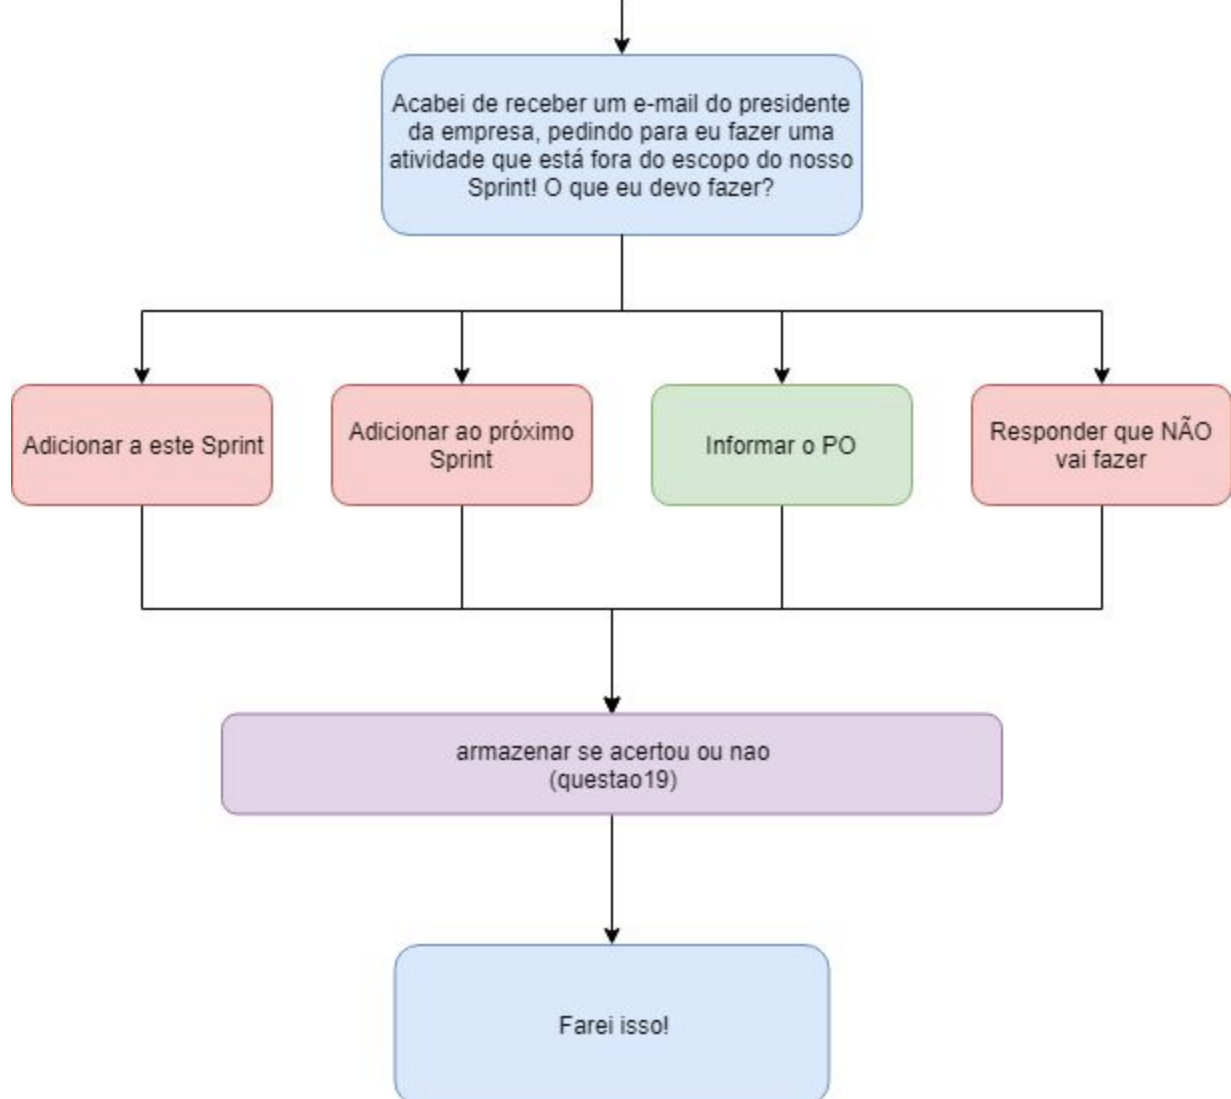 Acabei de receber um e-mail do presidente
da empresa, pedindo para eu fazer uma
atividade que está fora do escopo do nosso
Sprint! O que eu devo fazer?
Adicionar a este Sprint
Adicionar ao próximo
Sprint
Informar o PO
Responder que NÃO
vai fazer
armazenar se acertou ou nao
(questao19)
Farei isso!